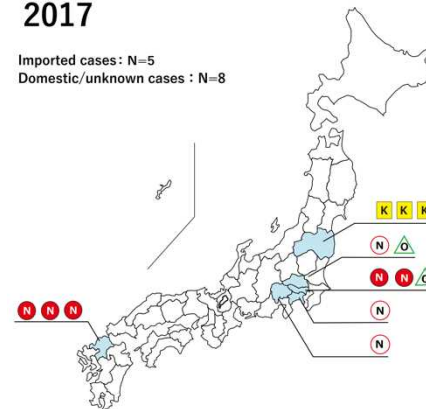 2017
Imported cases: N=5
Domestic/unknown cases : N=8
K K K
N O
N N O
N N N
N
N